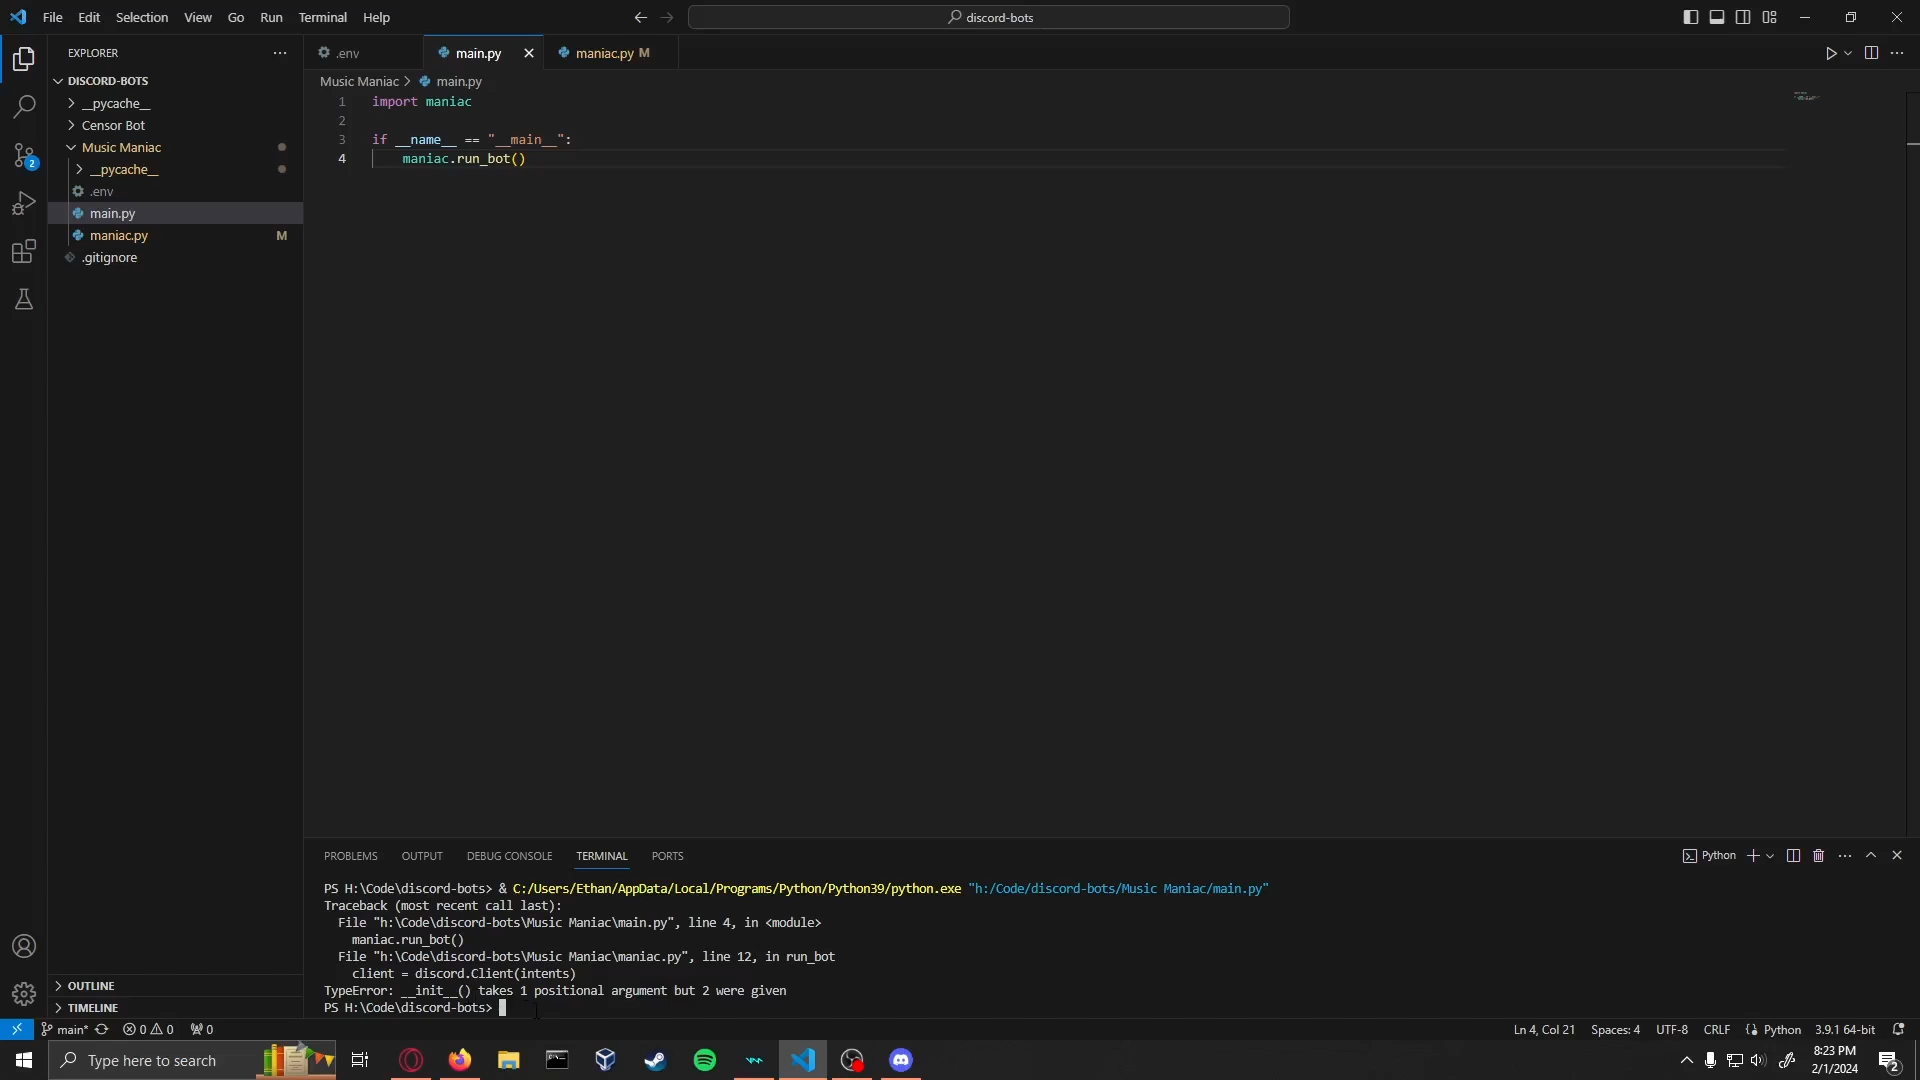 File Edit Selection View Go Run Terminal Help
discord-bots
EXPLORER
.env
main.py
maniac.py M
DISCORD-BOTS
__pycache__
Censor Bot
Music Maniac
__pycache__
.env
main.py
maniac.py M
.gitignore
Music Maniac > main.py
1 import maniac
2
3 if __name__ == "__main__":
4 maniac.run_bot()
PROBLEMS OUTPUT DEBUG CONSOLE TERMINAL PORTS
Python
PS H:\Code\discord-bots> & C:/Users/Ethan/AppData/Local/Programs/Python/Python39/python.exe "h:/Code/discord-bots/Music Maniac/main.py"
Traceback (most recent call last):
File "h:\Code\discord-bots\Music Maniac\main.py", line 4, in <module>
maniac.run_bot()
File "h:\Code\discord-bots\Music Maniac\maniac.py", line 12, in run_bot
client = discord.Client(intents)
TypeError: __init__() takes 1 positional argument but 2 were given
PS H:\Code\discord-bots>
OUTLINE
TIMELINE
2
main* 0 0 0
Ln 4, Col 21 Spaces: 4 UTF-8 CRLF Python 3.9.1 64-bit
Type here to search
8:23 PM
2/1/2024
2